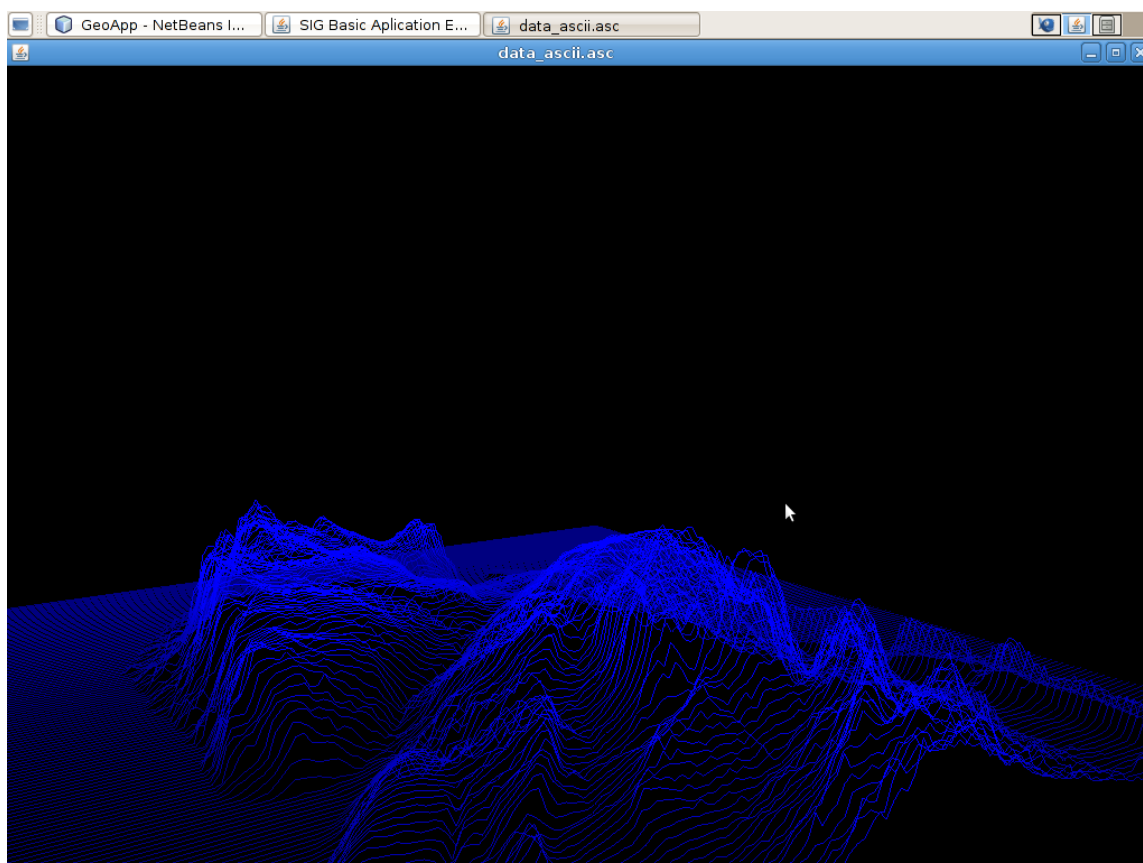 GeoApp - NetBeans I...
SIG Basic Aplication E...
data_ascii.asc
data_ascii.asc